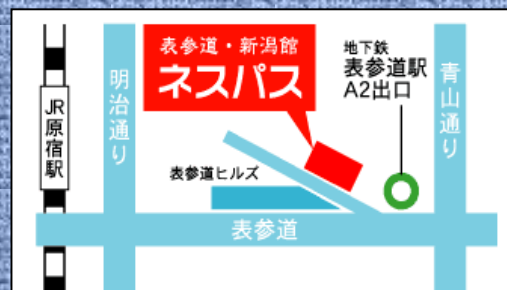 JR原宿駅
明治通り
表参道・新潟館
ネスパス
地下鉄
表参道駅
A2出口
青山通り
表参道ヒルズ
表参道